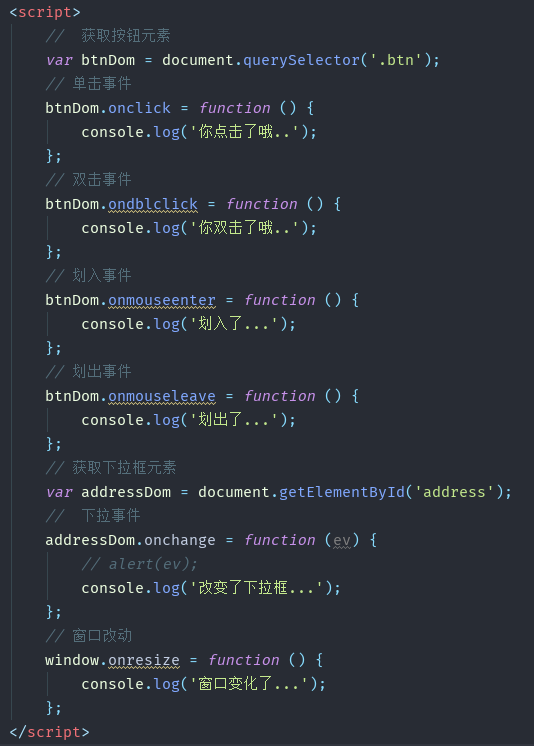 <script>
//  获取按钮元素
var btnDom = document.querySelector('.btn');
// 单击事件
btnDom.onclick = function () {
console.log('你点击了哦..');
};
// 双击事件
btnDom.ondblclick = function () {
console.log('你双击了哦..');
};
// 划入事件
btnDom.onmouseenter = function () {
console.log('划入了...');
};
// 划出事件
btnDom.onmouseleave = function () {
console.log('划出了...');
};
// 获取下拉框元素
var addressDom = document.getElementById('address');
//  下拉事件
addressDom.onchange = function (ev) {
// alert(ev);
console.log('改变了下拉框...');
};
// 窗口改动
window.onresize = function () {
console.log('窗口变化了...');
};
</script>